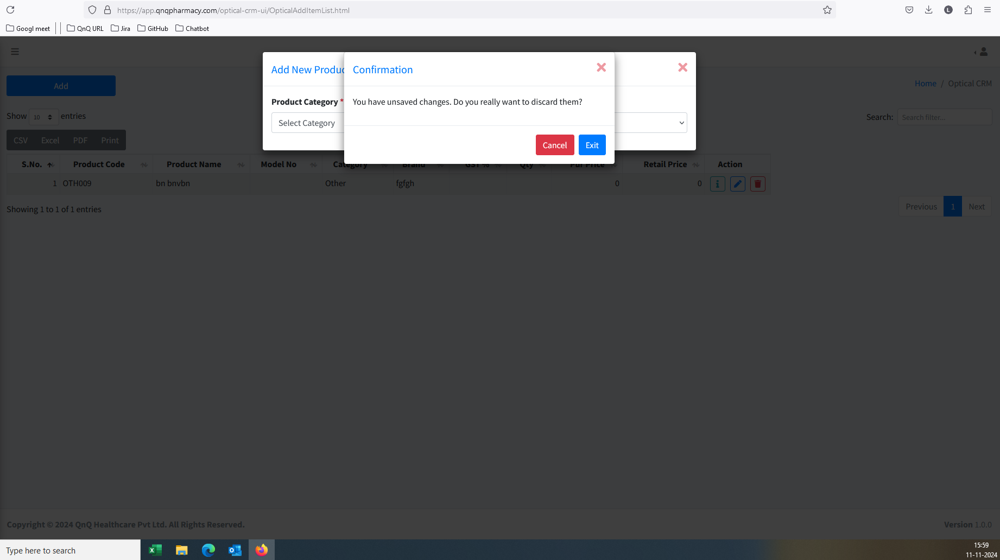 https://app.qnqpharmacy.com/optical-crm-ui/OpticalAddItemList.html
L
Googl meet
QnQ URL
Jira
GitHub
Chatbot
Add
Home / Optical CRM
Show 10 entries
Search: Search filter...
CSV Excel PDF Print
Add New Produc
Product Category *
Select Category
Confirmation
You have unsaved changes. Do you really want to discard them?
Cancel Exit
S.No. Product Code Product Name Model No Category Brand GST % Qty Pur Price Retail Price Action
1 OTH009 bn bnvbn Other fgfgh 0 0
Showing 1 to 1 of 1 entries
Previous 1 Next
Copyright © 2024 QnQ Healthcare Pvt Ltd. All Rights Reserved.
Version 1.0.0
Type here to search
15:59
11-11-2024